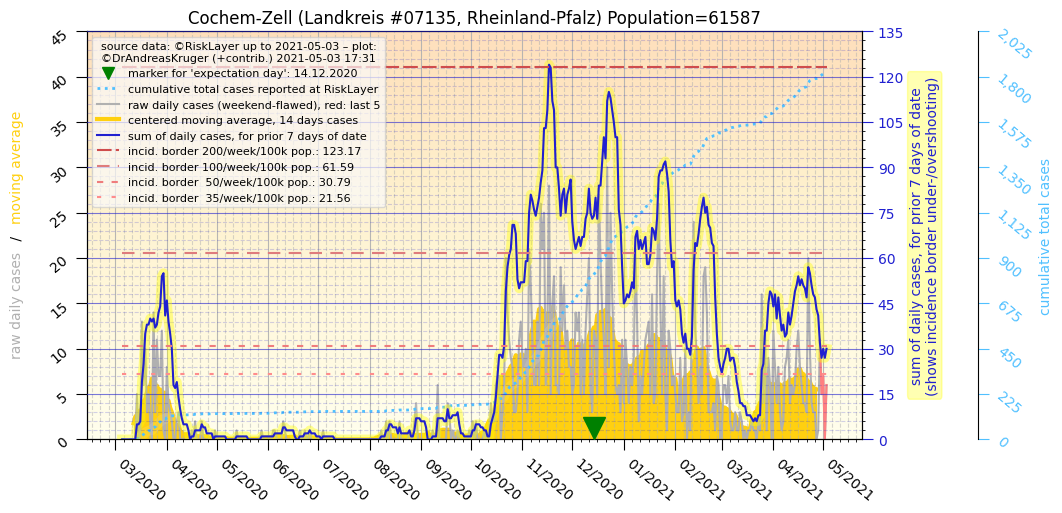 Cochem-Zell (Landkreis #07135, Rheinland-Pfalz) Population=61587
source data: ©RiskLayer up to 2021-05-03 – plot:
©DrAndreasKruger (+contrib.) 2021-05-03 17:31
marker for 'expectation day': 14.12.2020
cumulative total cases reported at RiskLayer
raw daily cases (weekend-flawed), red: last 5
centered moving average, 14 days cases
sum of daily cases, for prior 7 days of date
incid. border 200/week/100k pop.: 123.17
incid. border 100/week/100k pop.: 61.59
incid. border  50/week/100k pop.: 30.79
incid. border  35/week/100k pop.: 21.56
raw daily cases / moving average
45
40
35
30
25
20
15
10
5
0
03/2020
04/2020
05/2020
06/2020
07/2020
08/2020
09/2020
10/2020
11/2020
12/2020
01/2021
02/2021
03/2021
04/2021
05/2021
135
120
105
90
75
60
45
30
15
0
sum of daily cases, for prior 7 days of date
(shows incidence border under-/overshooting)
2,025
1,800
1,575
1,350
1,125
900
675
450
225
0
cumulative total cases